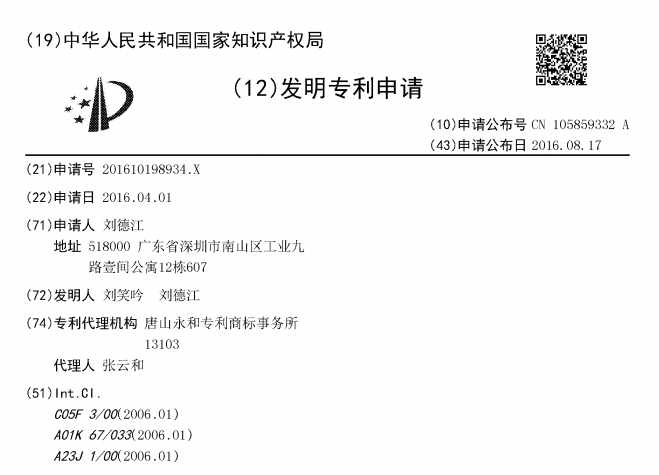 (19)中华人民共和国国家知识产权局
(12)发明专利申请
(10)申请公布号 CN 105859332 A
(43)申请公布日 2016.08.17
(21)申请号 201610198934.X
(22)申请日 2016.04.01
(71)申请人 刘德江
地址 518000 广东省深圳市南山区工业九
路壹间公寓12栋607
(72)发明人 刘笑吟 刘德江
(74)专利代理机构 唐山永和专利商标事务所
13103
代理人 张云和
(51)Int.Cl.
C05F 3/00(2006.01)
A01K 67/033(2006.01)
A23J 1/00(2006.01)